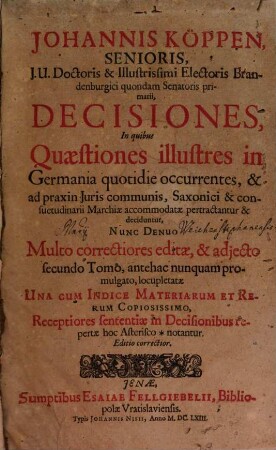 JOHANNIS KÖPPEN,
SENIORIS,
J.U. Doctoris & Illustrissimi Electoris Bran-
denburgici quondam Senatoris pri-
marii,
DECISIONES,
In quibus
Quæstiones illustres in
Germania quotidie occurrentes, &
ad praxin Juris communis, Saxonici & con-
suetudinarii Marchiæ accommodatæ pertractantur &
deciduntur,
NUNC DENUO
Multo correctiores editæ, & adjecto
secundo Tomo, antehac nunquam pro-
mulgato, locupletatæ
UNA CUM INDICE MATERIARUM ET RE-
RUM COPIOSISSIMO,
Receptiores sententiæ in Decisionibus re-
pertæ hoc Asterisco * notantur.
Editio correctior.
JENÆ,
Sumptibus ESAIÆ FELLGIEBELII, Biblio-
polæ Vratislaviensis.
Typis JOHANNIS NISII, Anno M. DC. LXIII.